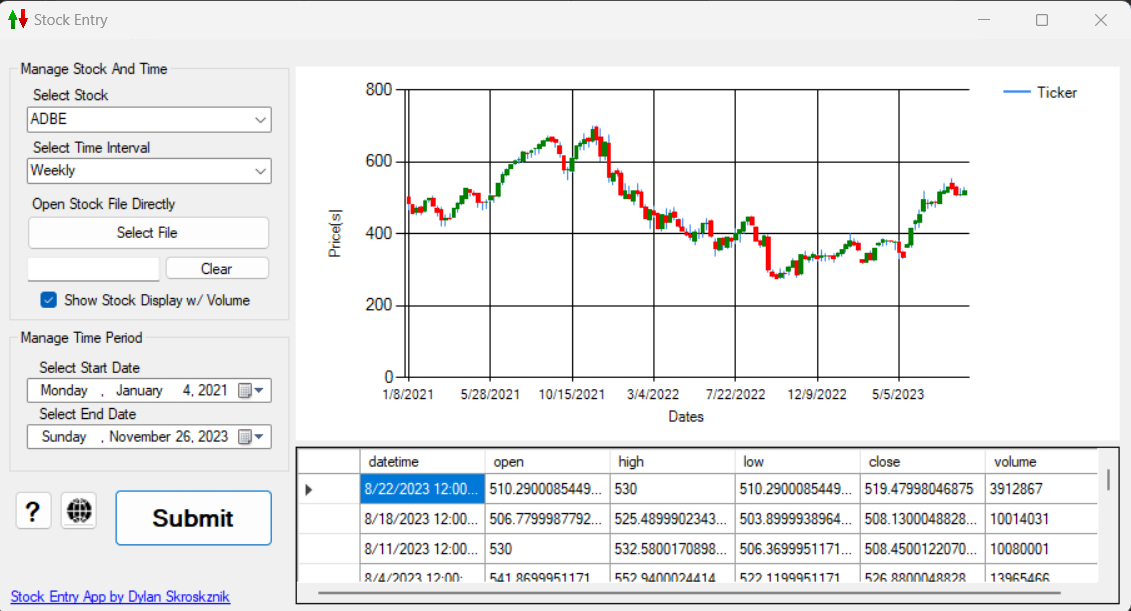 Stock Entry
Manage Stock And Time
Select Stock
ADBE
Select Time Interval
Weekly
Open Stock File Directly
Select File
Clear
Show Stock Display w/ Volume
Manage Time Period
Select Start Date
Monday , January 4, 2021
Select End Date
Sunday , November 26, 2023
?
Submit
Stock Entry App by Dylan Skroskznik
Ticker
Price[s]
800
600
400
200
0
1/8/2021 5/28/2021 10/15/2021 3/4/2022 7/22/2022 12/9/2022 5/5/2023
Dates
datetime open high low close volume
8/22/2023 12:00... 510.2900085449... 530 510.2900085449... 519.47998046875 3912867
8/18/2023 12:00... 506.7799987792... 525.4899902343... 503.8999938964... 508.1300048828... 10014031
8/11/2023 12:00... 530 532.5800170898... 506.3699951171... 508.4500122070... 10080001
8/4/2023 12:00: 541.8699951171 552.9400024414 522.1199951171 526.8800048828 13965466